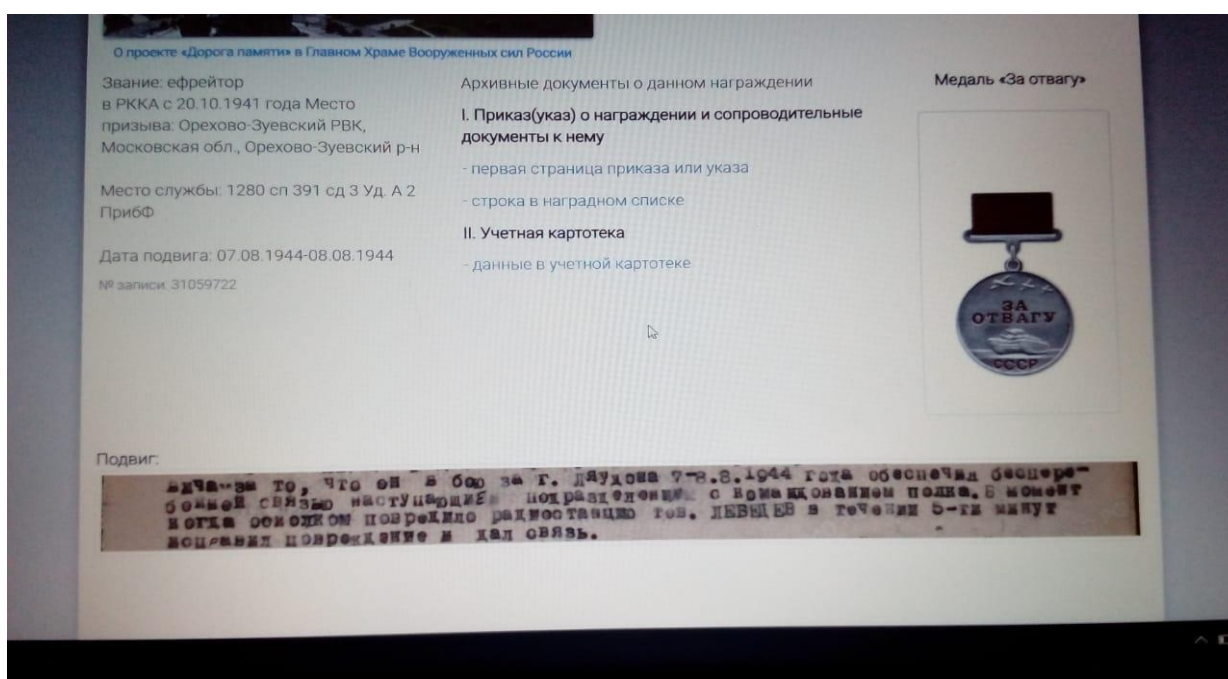 О проекте «Дорога памяти» в Главном Храме Вооруженных сил России
Звание: ефрейтор
в РККА с 20.10.1941 года Место
призыва: Орехово-Зуевский РВК,
Московская обл., Орехово-Зуевский р-н
Место службы: 1280 сп 391 сд 3 Уд. А 2
ПрибФ
Дата подвига: 07.08.1944-08.08.1944
№ записи: 31059722
Архивные документы о данном награждении
I. Приказ(указ) о награждении и сопроводительные
документы к нему
- первая страница приказа или указа
- строка в наградном списке
II. Учетная картотека
- данные в учетной картотеке
Медаль «За отвагу»
ЗА
ОТВАГУ
СССР
Подвиг:
вича-за то, что он в бою за г. 7-8.8.1944 года обеспечил беспере-
бойной связью наступающие подразделения с командованием полка. В момент
когда осколком повредило радиостанцию тов. ЛЕБЕДЕВ в течении 5-ти минут
исправил повреждение и дал связь.